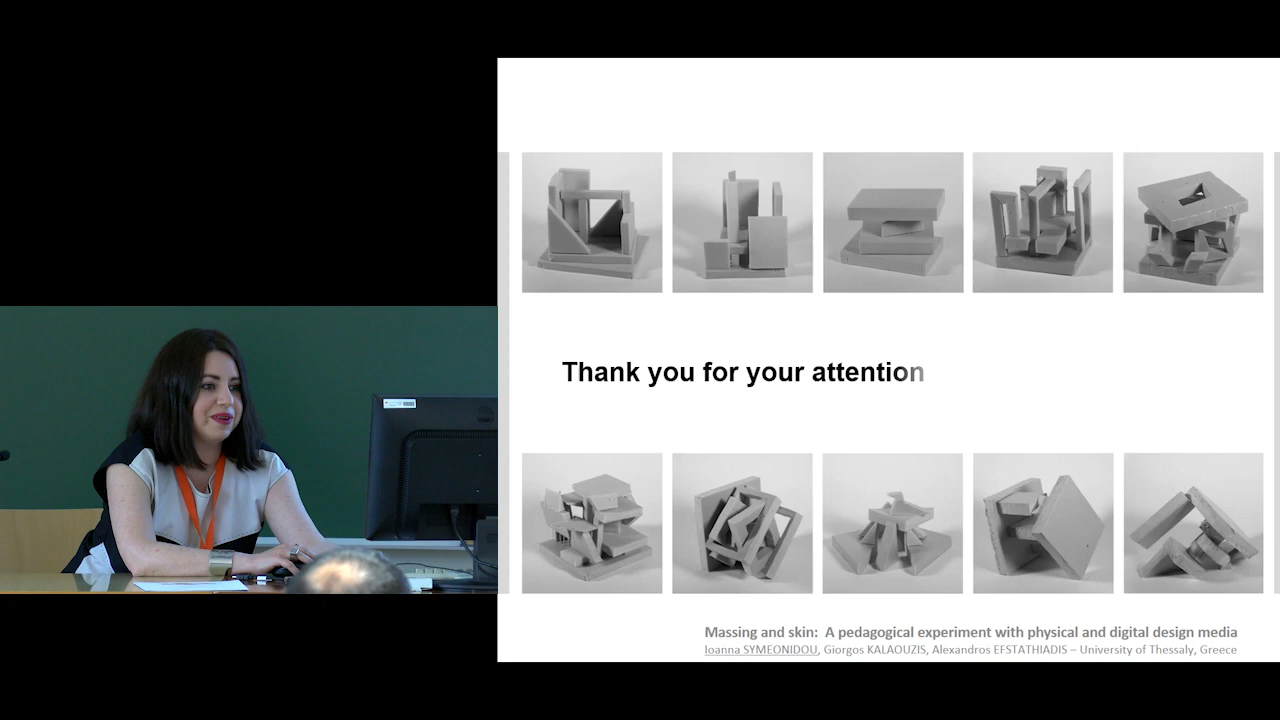 Thank you for your attention
Massing and skin: A pedagogical experiment with physical and digital design media
Ioanna SYMEONIDOU, Giorgos KALAOUZIS, Alexandros EFSTATHIADIS – University of Thessaly, Greece